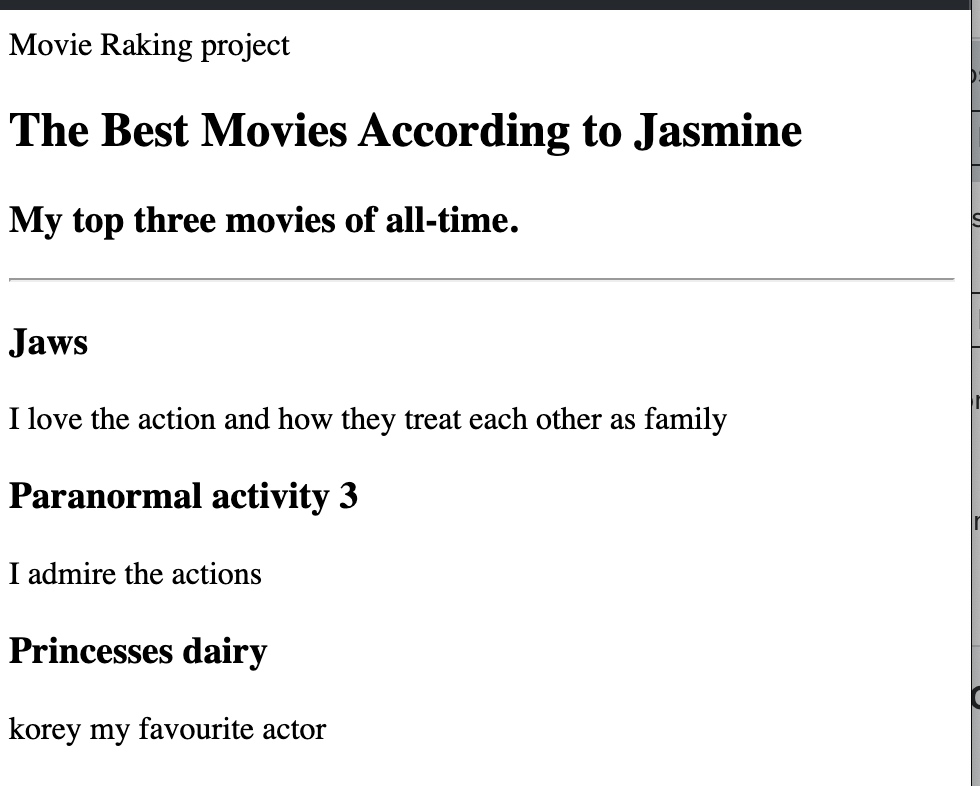 Movie Raking project
The Best Movies According to Jasmine
My top three movies of all-time.
Jaws
I love the action and how they treat each other as family
Paranormal activity 3
I admire the actions
Princesses dairy
korey my favourite actor